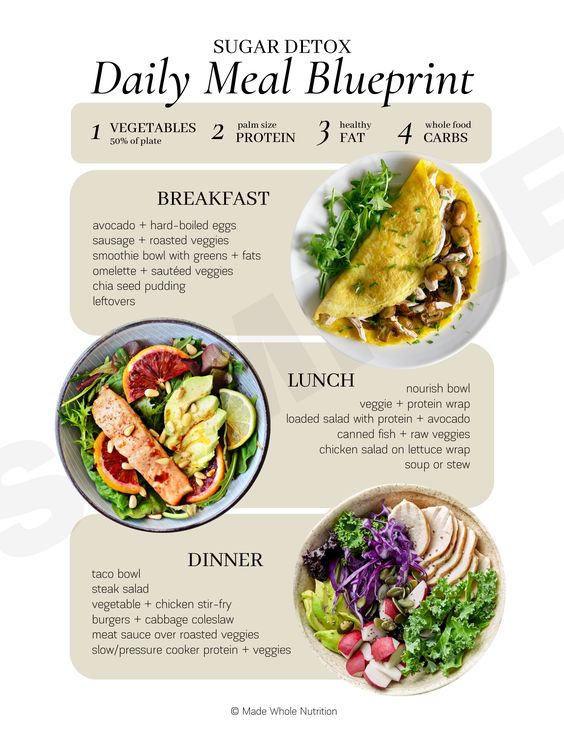 SUGAR DETOX
Daily Meal Blueprint
1 VEGETABLES 50% of plate
2 palm size PROTEIN
3 healthy FAT
4 whole food CARBS
BREAKFAST
avocado + hard-boiled eggs
sausage + roasted veggies
smoothie bowl with greens + fats
omelette + sautéed veggies
chia seed pudding
leftovers
LUNCH
nourish bowl
veggie + protein wrap
loaded salad with protein + avocado
canned fish + raw veggies
chicken salad on lettuce wrap
soup or stew
DINNER
taco bowl
steak salad
vegetable + chicken stir-fry
burgers + cabbage coleslaw
meat sauce over roasted veggies
slow/pressure cooker protein + veggies
© Made Whole Nutrition
SAMPLE